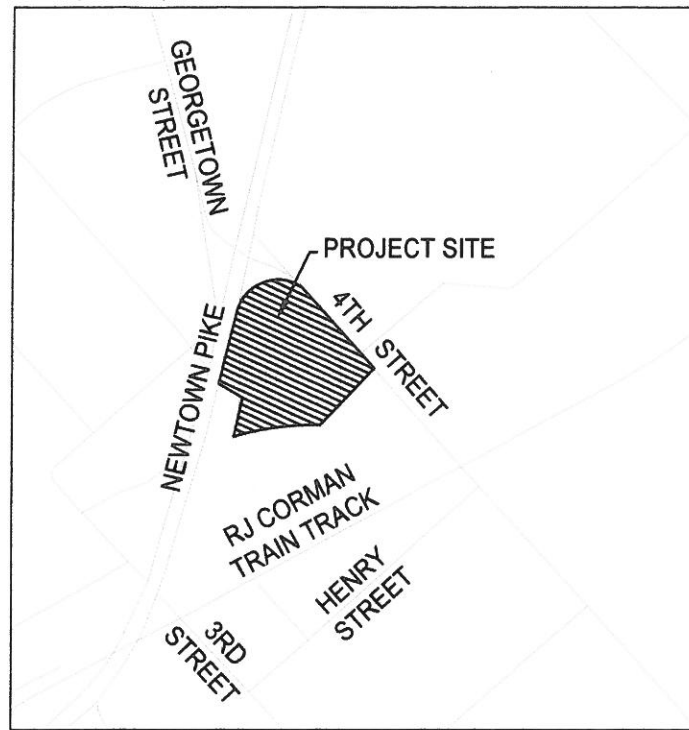 GEORGETOWN
STREET
PROJECT SITE
4TH STREET
NEWTOWN PIKE
RJ CORMAN
TRAIN TRACK
HENRY
STREET
3RD
STREET